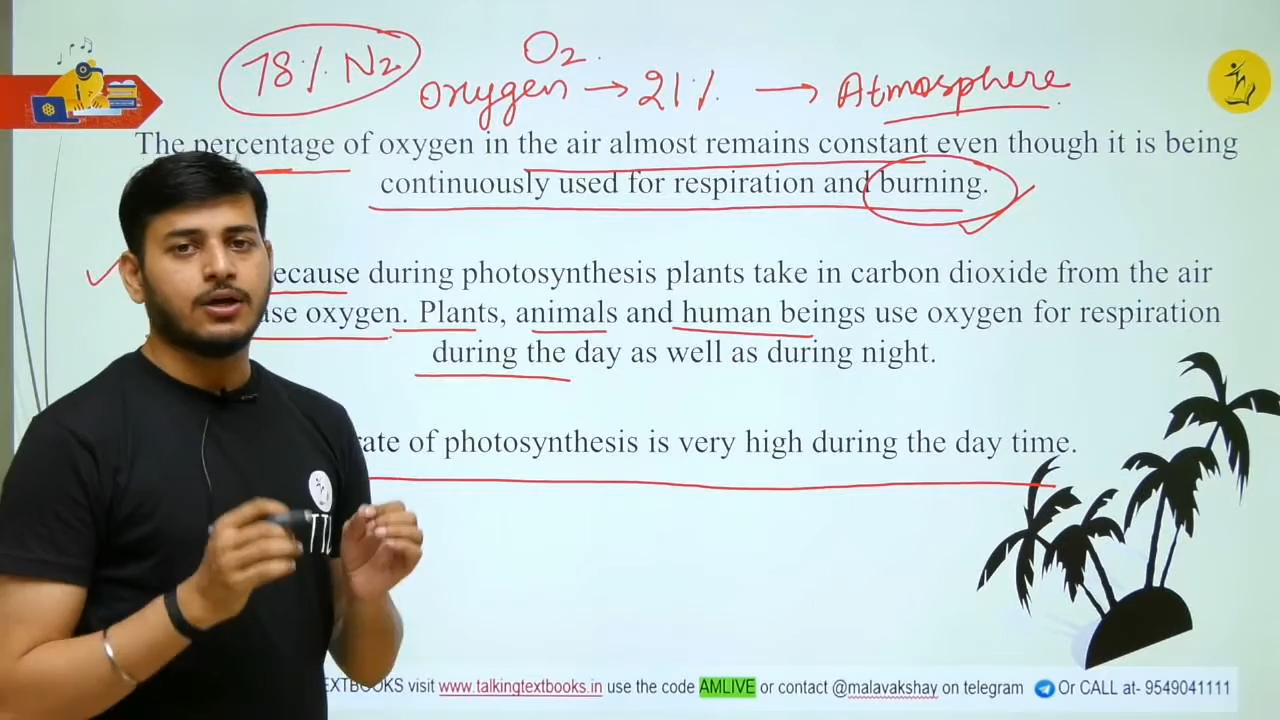 78% N2
O2
Oxygen → 21% → Atmosphere
The percentage of oxygen in the air almost remains constant even though it is being
continuously used for respiration and burning.
ecause during photosynthesis plants take in carbon dioxide from the air
se oxygen. Plants, animals and human beings use oxygen for respiration
during the day as well as during night.
rate of photosynthesis is very high during the day time.
TTL
EXTBOOKS visit www.talkingtextbooks.in use the code AMLIVE or contact @malavakshay on telegram Or CALL at- 9549041111